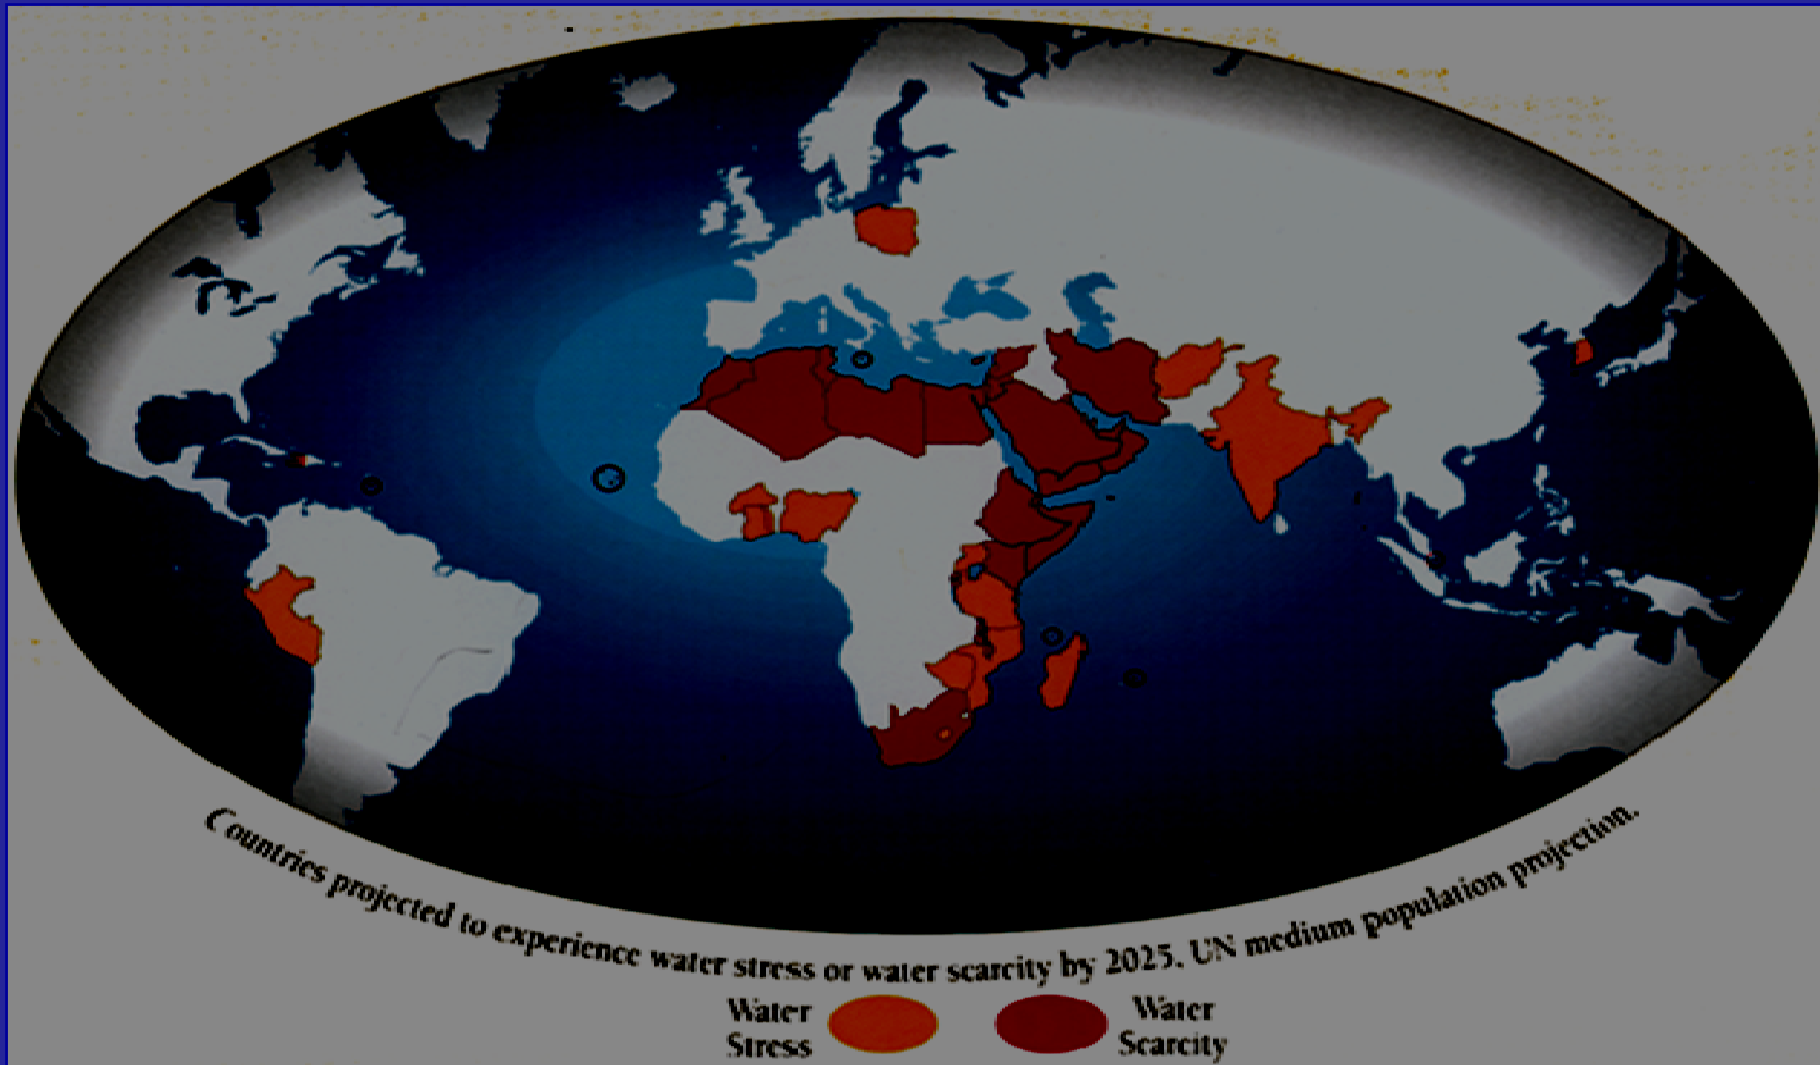 Countries projected to experience water stress or water scarcity by 2025. UN medium population projection.
Water
Stress
Water
Scarcity